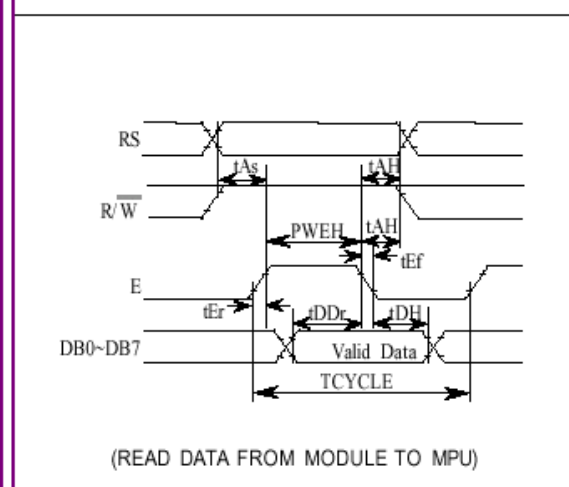 RS
tAs
tAH
R/W
PWEH
tAH
tEf
E
tEr
tDDr
tDH
DB0~DB7
Valid Data
TCYCLE
(READ DATA FROM MODULE TO MPU)